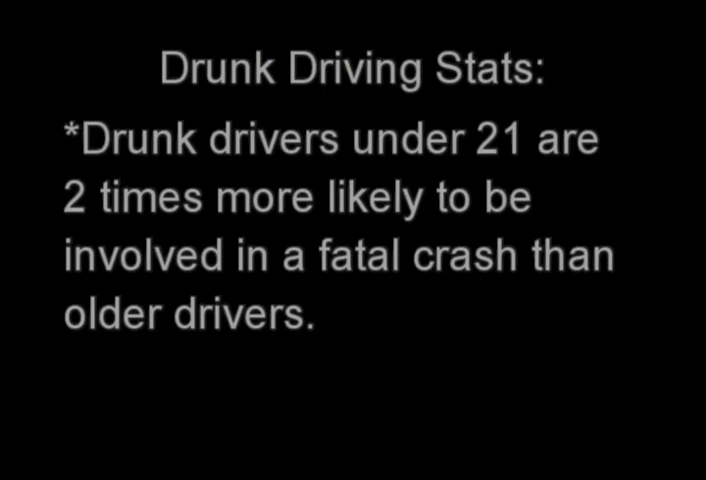 Drunk Driving Stats:
*Drunk drivers under 21 are
2 times more likely to be
involved in a fatal crash than
older drivers.